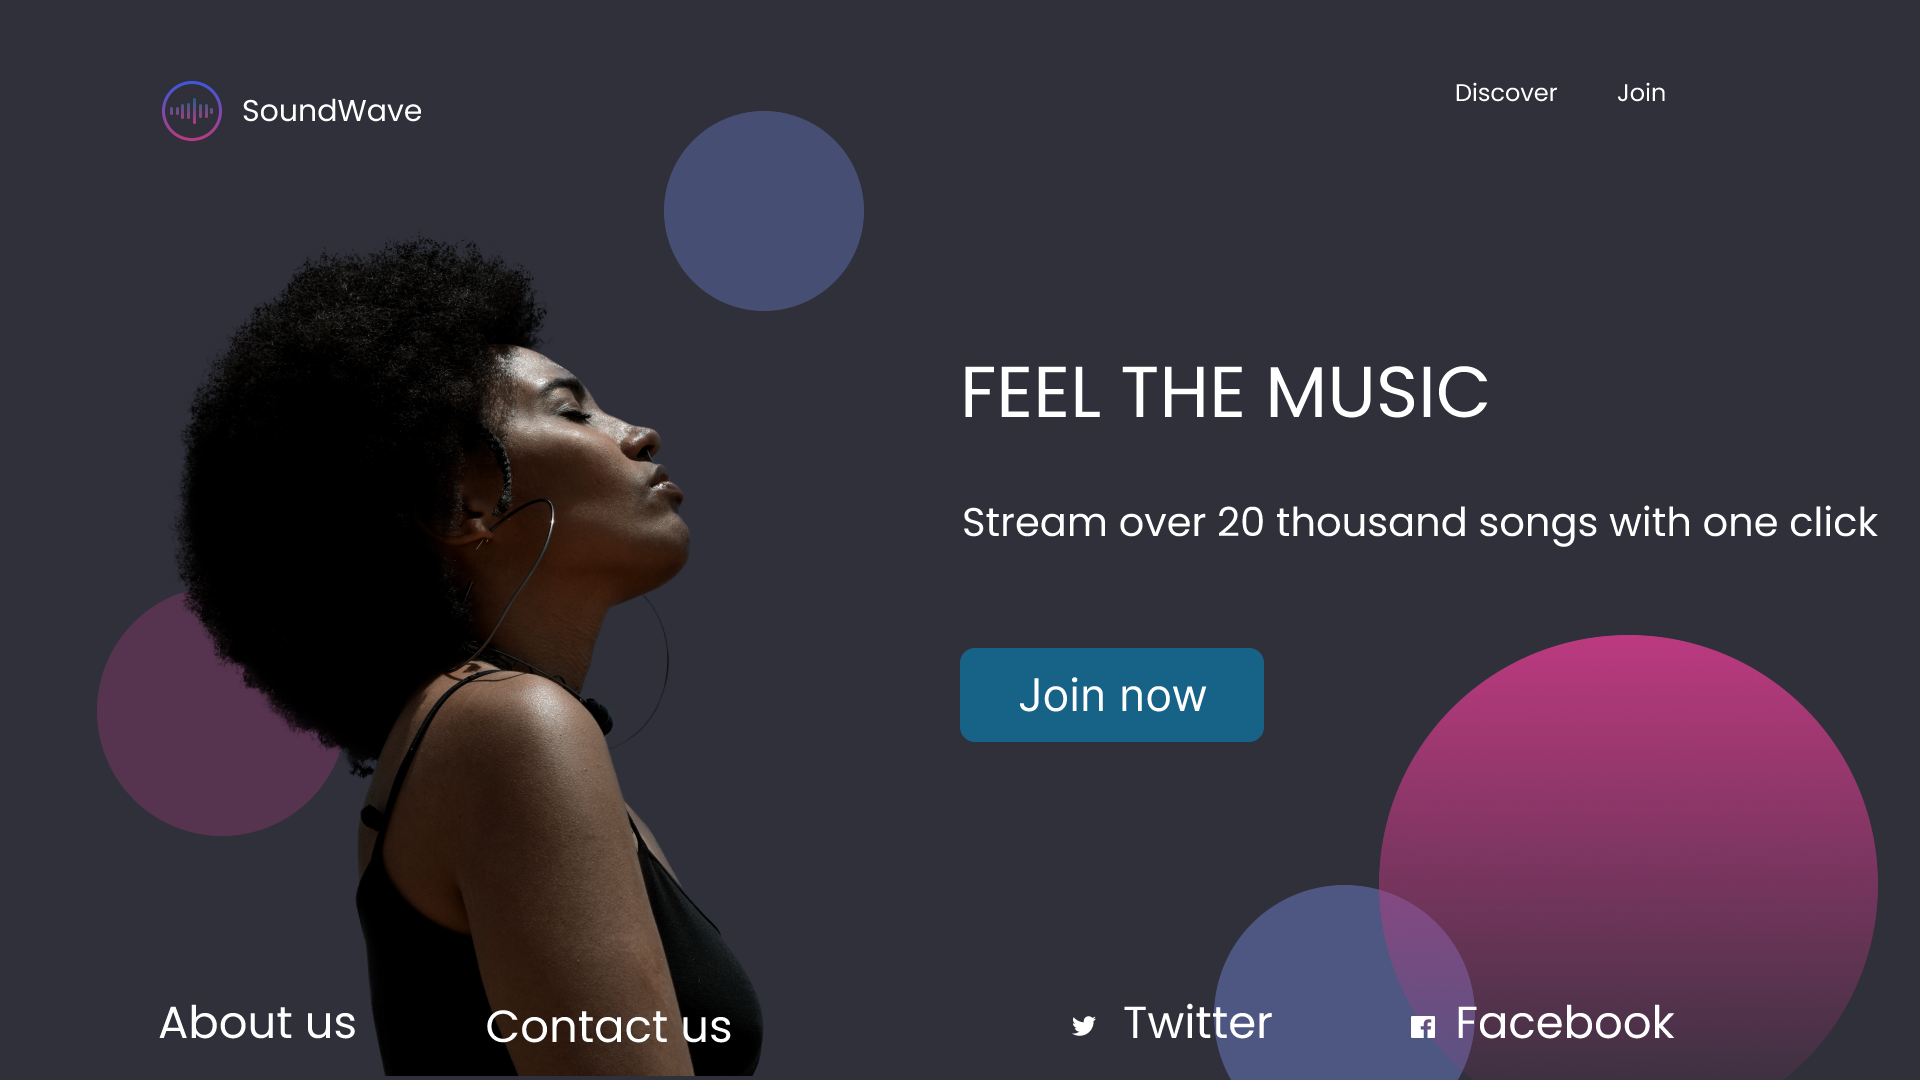 SoundWave
Discover
Join
FEEL THE MUSIC
Stream over 20 thousand songs with one click
Join now
About us
Contact us
Twitter
Facebook